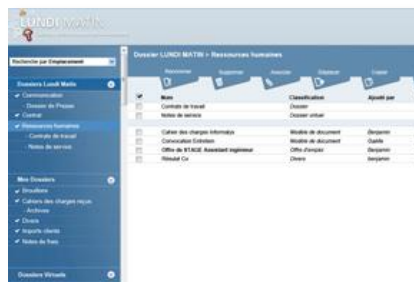 LUNDI MATIN
Recherche par Emplacement
Dossier LUNDI MATIN > Ressources humaines
Renommer Supprimer Associer Déplacer Copier
Dossiers Lundi Matin
Communication
- Dossier de Presse
Contrat
Ressources humaines
- Contrats de travail
- Notes de service
Mes Dossiers
Brouillons
Cahiers des charges reçus
- Archives
Divers
Imports clients
Notes de frais
Dossiers Virtuels
Nom Classification Ajouté par
Contrats de travail Dossier
Notes de service Dossier virtuel
Cahier des charges Informatya Modèle de document Benjamin
Convocation Entretien Modèle de document Gaëlle
Offre de STAGE Assistant ingénieur Offre d'emploi Benjamin
Résulat Ce Divers Benjamin